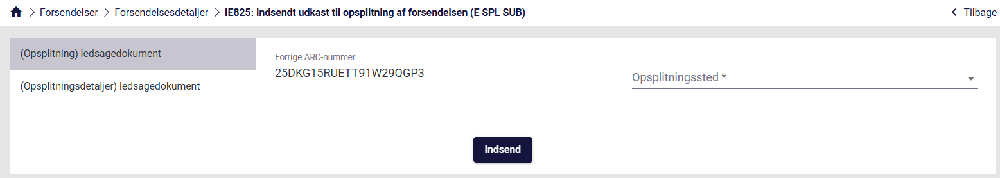 Forsendelser > Forsendelsesdetaljer > IE825: Indsendt udkast til opsplitning af forsendelsen (E SPL SUB)
Tilbage
(Opsplitning) ledsagedokument
(Opsplitningsdetaljer) ledsagedokument
Forrige ARC-nummer
25DKG15RUETT91W29QGP3
Opsplitningssted *
Indsend